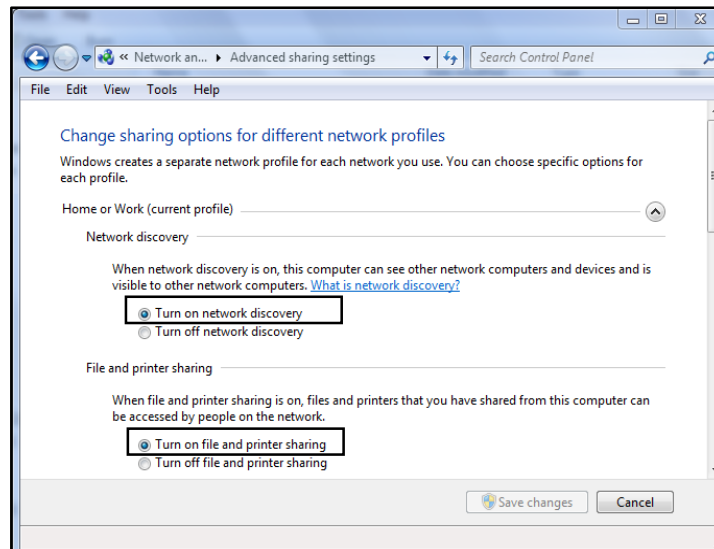 « Network an... ▸ Advanced sharing settings
Search Control Panel
File Edit View Tools Help
Change sharing options for different network profiles
Windows creates a separate network profile for each network you use. You can choose specific options for
each profile.
Home or Work (current profile)
Network discovery
When network discovery is on, this computer can see other network computers and devices and is
visible to other network computers. What is network discovery?
Turn on network discovery
Turn off network discovery
File and printer sharing
When file and printer sharing is on, files and printers that you have shared from this computer can
be accessed by people on the network.
Turn on file and printer sharing
Turn off file and printer sharing
Save changes Cancel